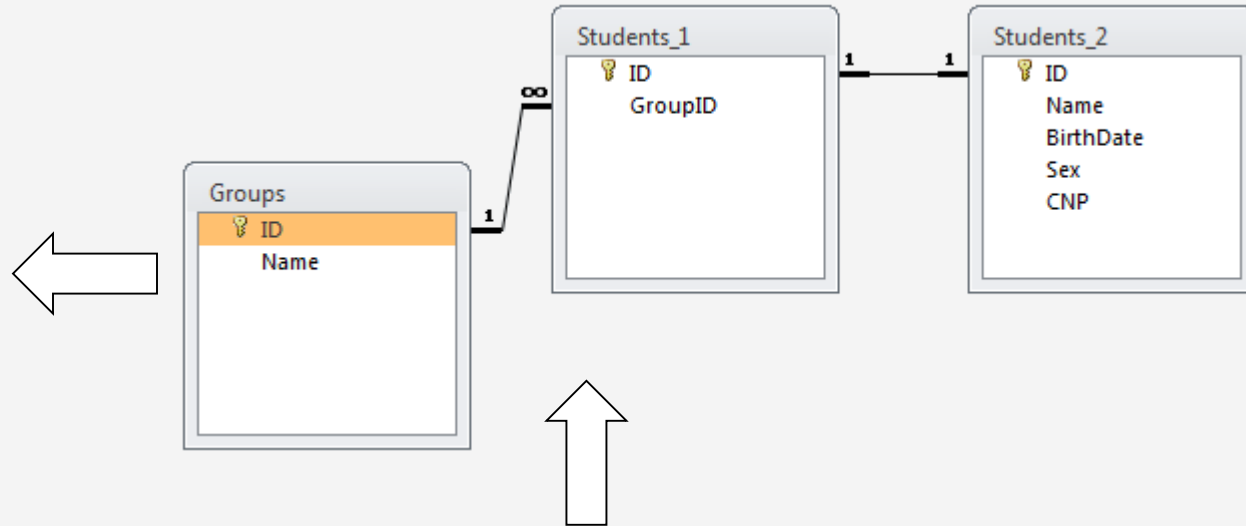 Students_1
ID
GroupID
Students_2
ID
Name
BirthDate
Sex
CNP
1
1
∞
1
Groups
ID
Name